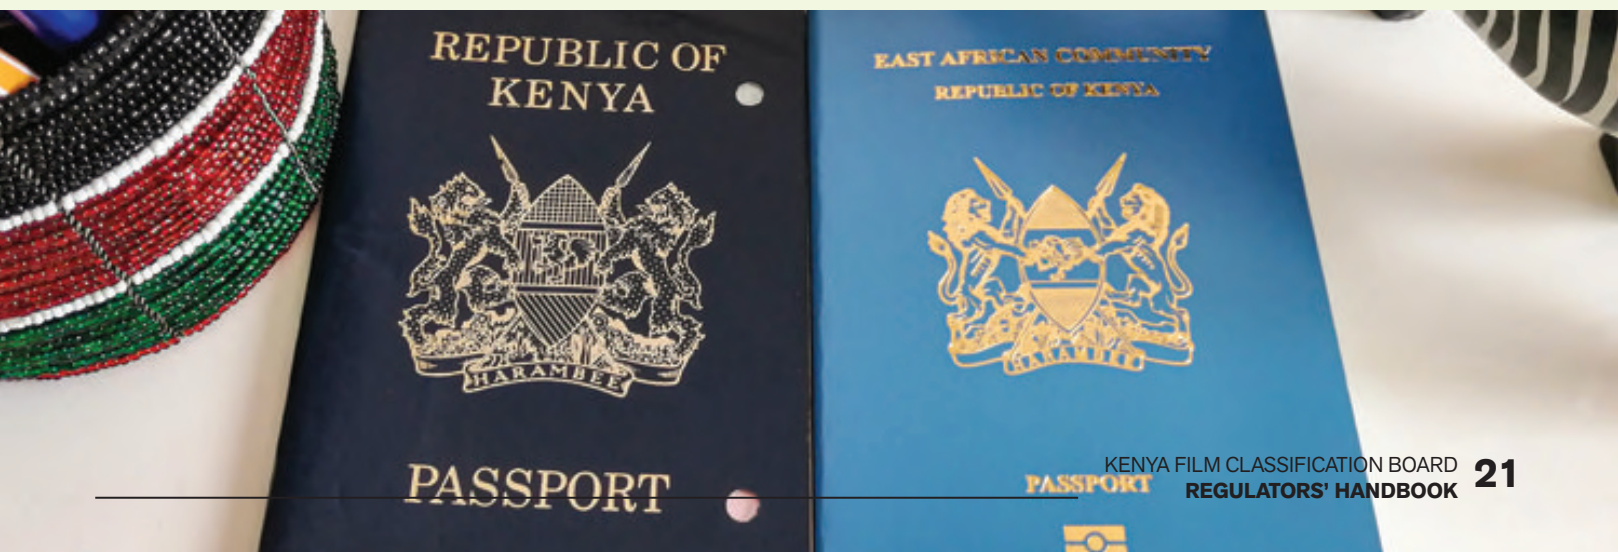 REPUBLIC OF
KENYA
HARAMBEE
PASSPORT
EAST AFRICAN COMMUNITY
REPUBLIC OF KENYA
HARAMBEE
PASSPORT
KENYA FILM CLASSIFICATION BOARD
REGULATORS' HANDBOOK
21